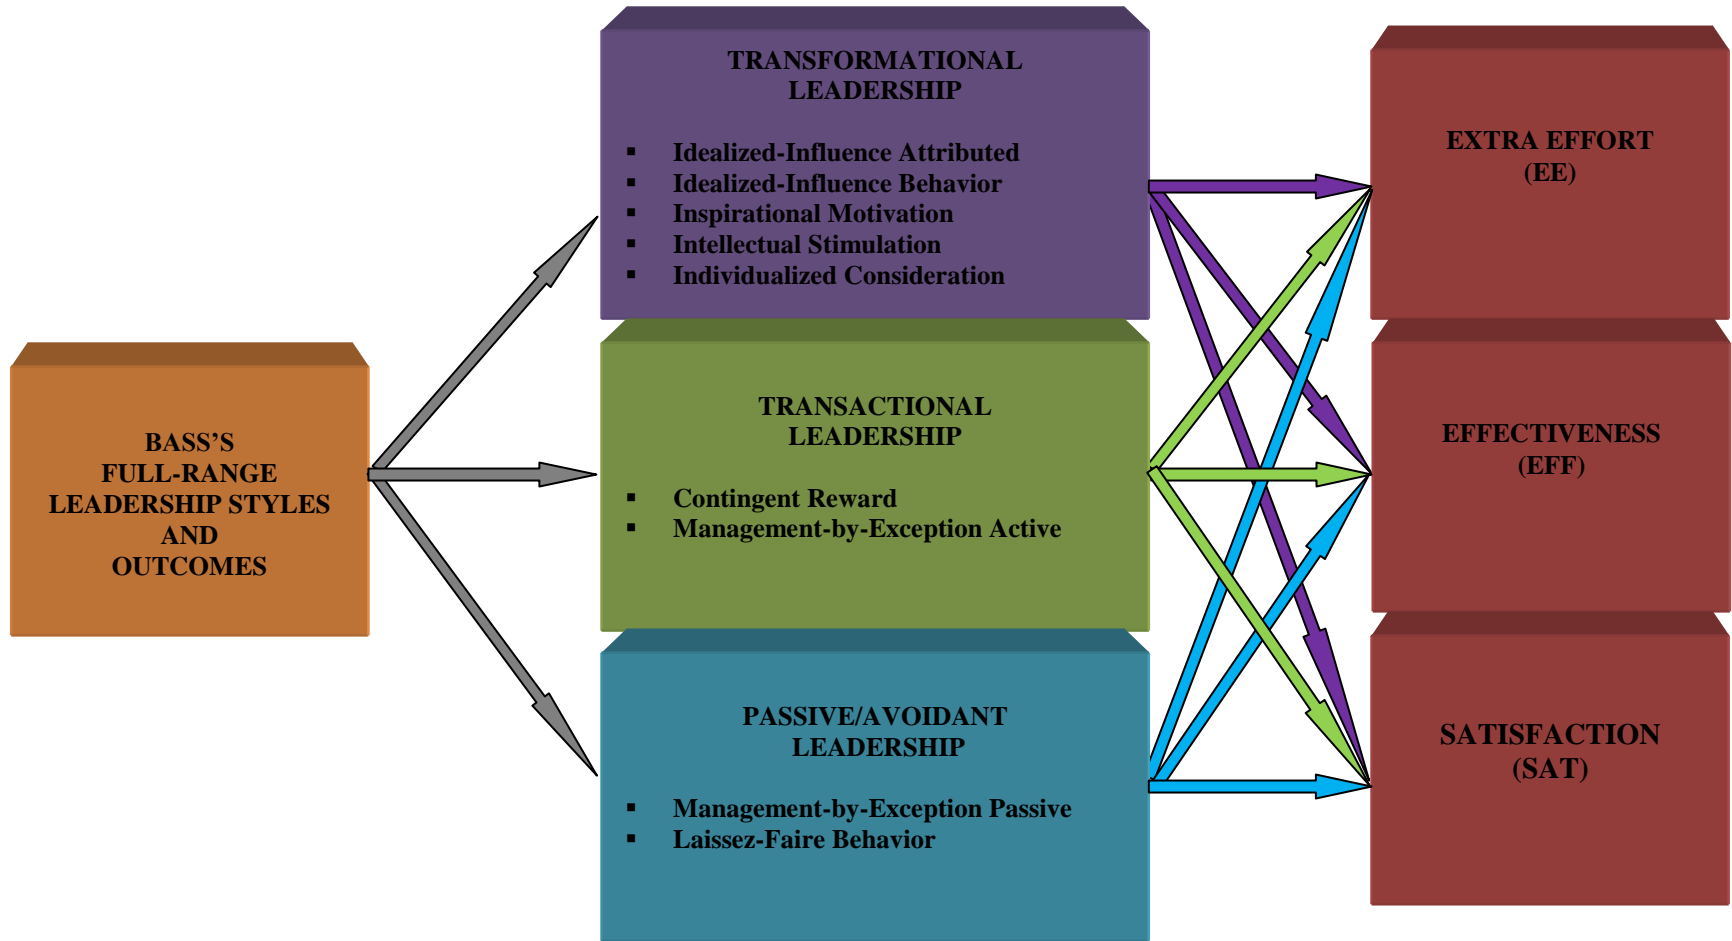 BASS’S
FULL-RANGE
LEADERSHIP STYLES
AND
OUTCOMES
TRANSFORMATIONAL
LEADERSHIP
▪ Idealized-Influence Attributed
▪ Idealized-Influence Behavior
▪ Inspirational Motivation
▪ Intellectual Stimulation
▪ Individualized Consideration
TRANSACTIONAL
LEADERSHIP
▪ Contingent Reward
▪ Management-by-Exception Active
PASSIVE/AVOIDANT
LEADERSHIP
▪ Management-by-Exception Passive
▪ Laissez-Faire Behavior
EXTRA EFFORT
(EE)
EFFECTIVENESS
(EFF)
SATISFACTION
(SAT)